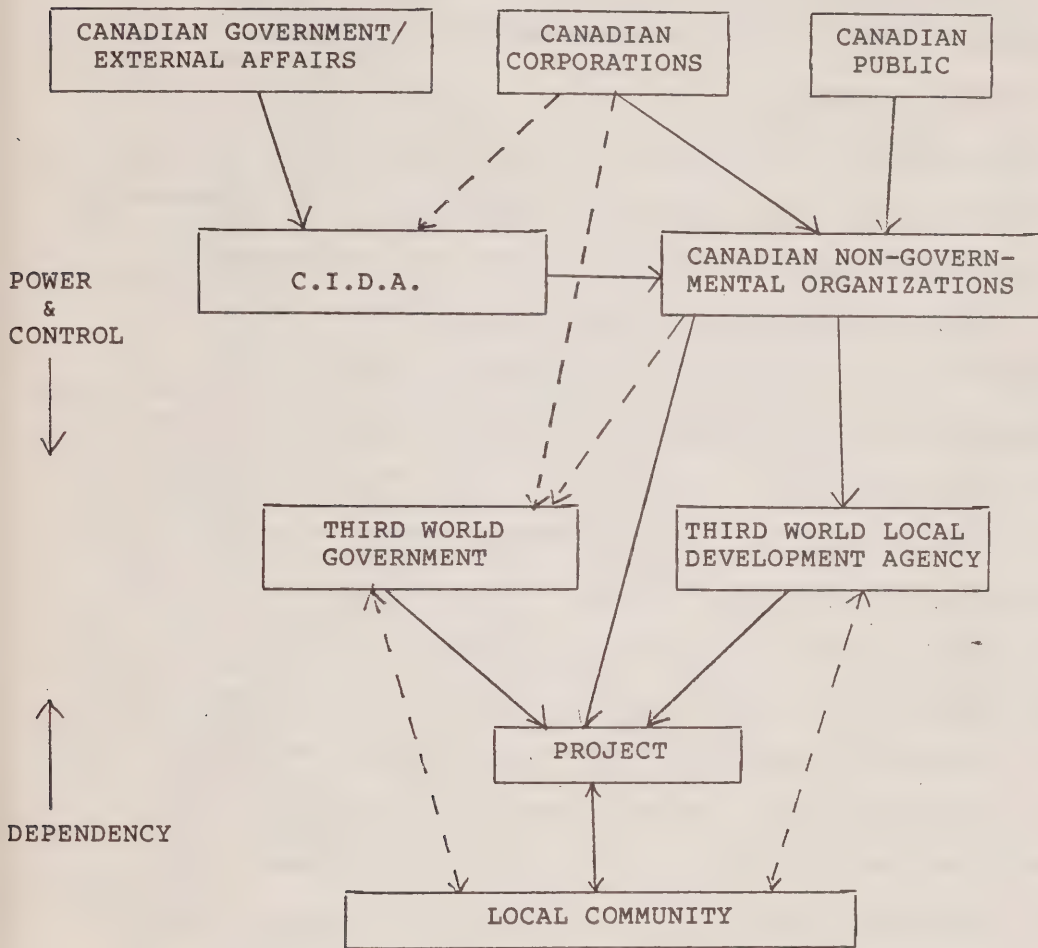 CANADIAN GOVERNMENT/
EXTERNAL AFFAIRS
CANADIAN
CORPORATIONS
CANADIAN
PUBLIC
C.I.D.A.
CANADIAN NON-GOVERN-
MENTAL ORGANIZATIONS
POWER
&
CONTROL
THIRD WORLD
GOVERNMENT
THIRD WORLD LOCAL
DEVELOPMENT AGENCY
PROJECT
DEPENDENCY
LOCAL COMMUNITY